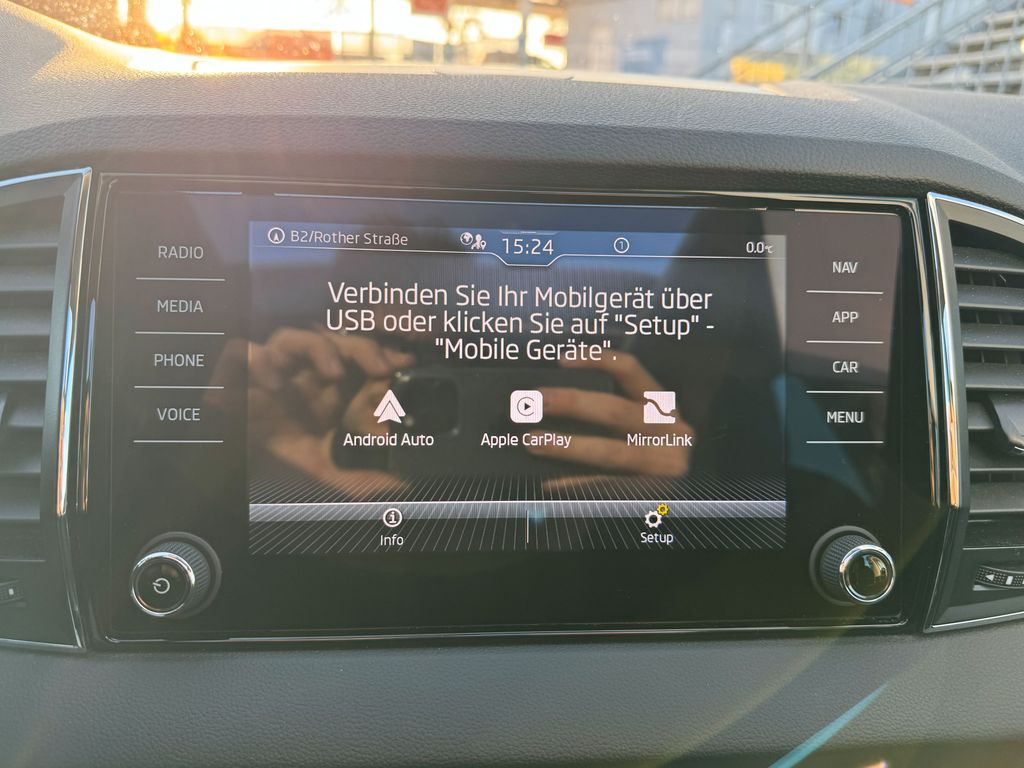 B2/Rother Straße
15:24
1
0.0°C
RADIO
MEDIA
PHONE
VOICE
Verbinden Sie Ihr Mobilgerät über
USB oder klicken Sie auf "Setup" -
"Mobile Geräte".
Android Auto
Apple CarPlay
MirrorLink
Info
Setup
NAV
APP
CAR
MENU